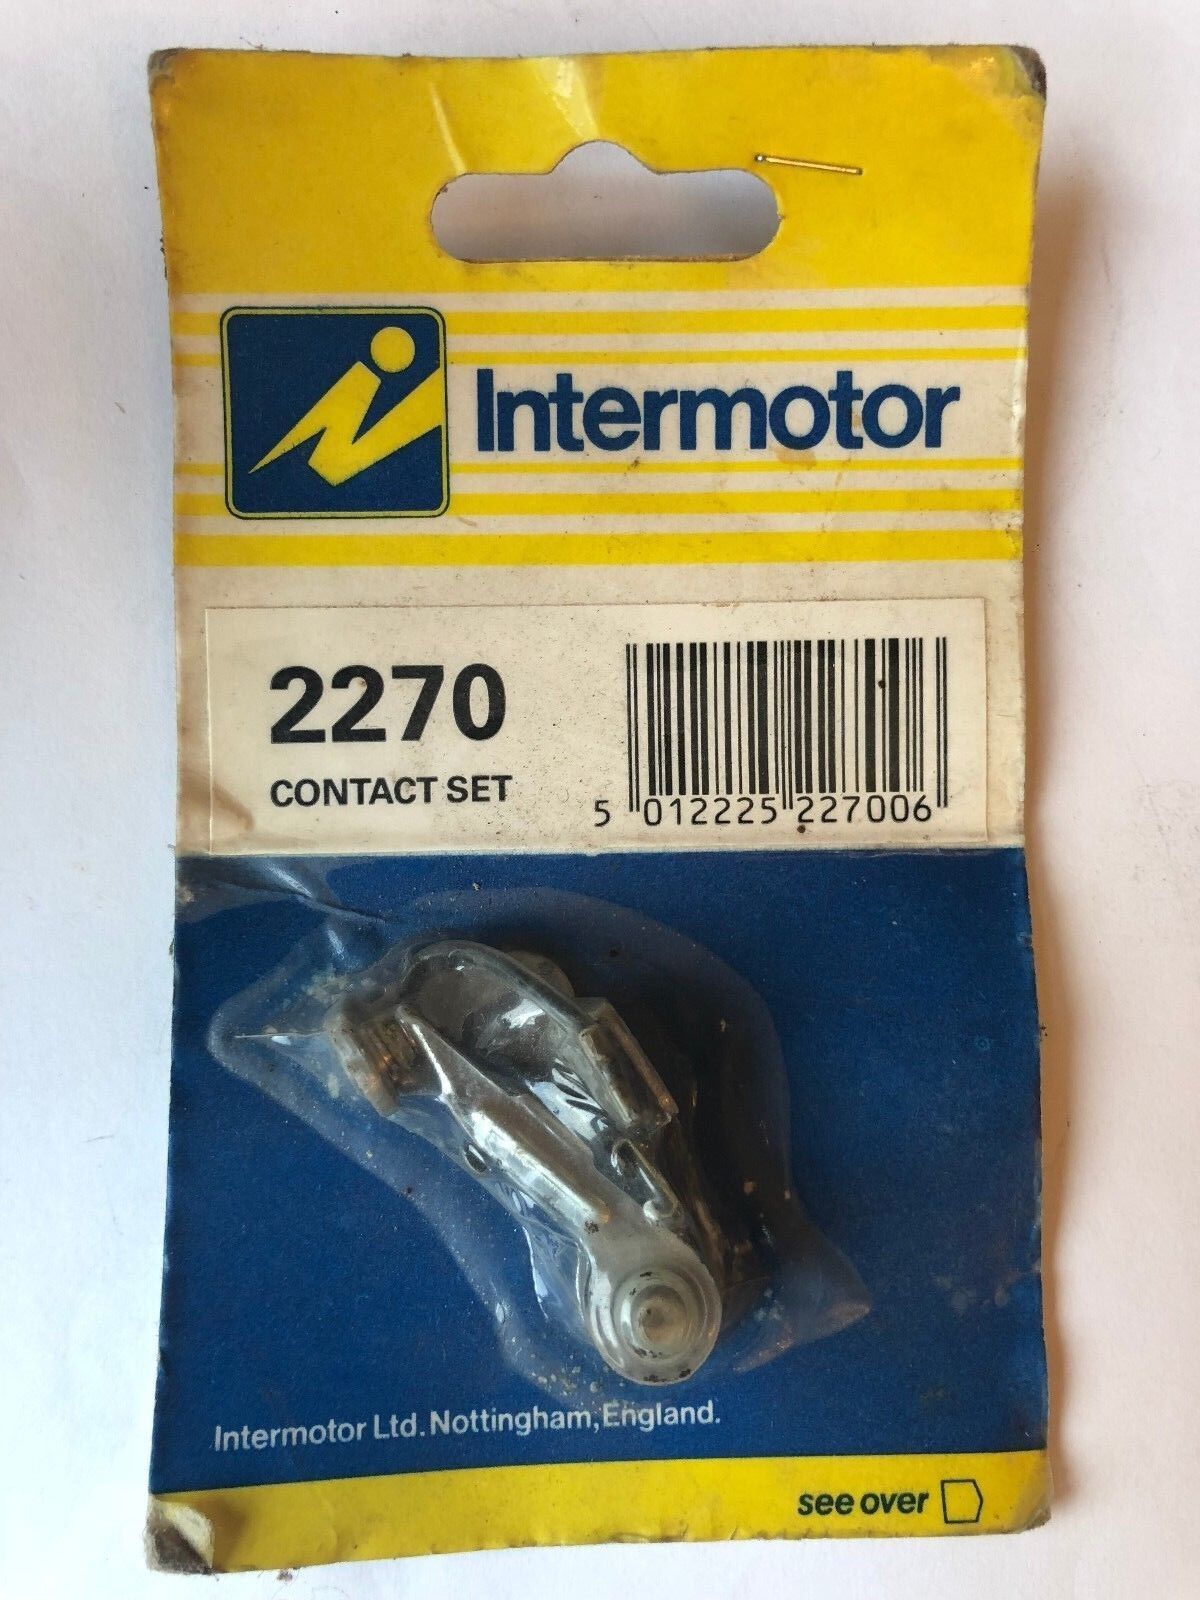 Intermotor
2270
CONTACT SET
5 012225 227006
Intermotor Ltd. Nottingham, England.
see over